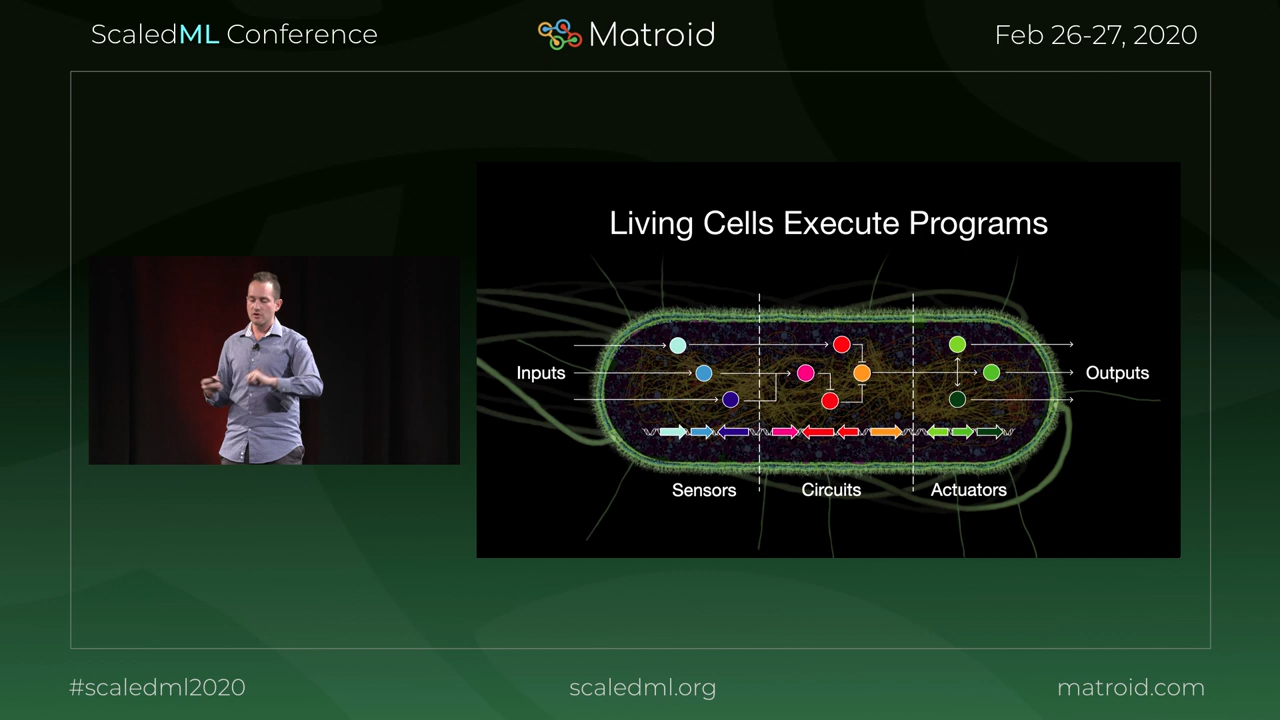 ScaledML Conference
Matroid
Feb 26-27, 2020
Living Cells Execute Programs
Inputs
Outputs
Sensors
Circuits
Actuators
#scaledml2020
scaledml.org
matroid.com